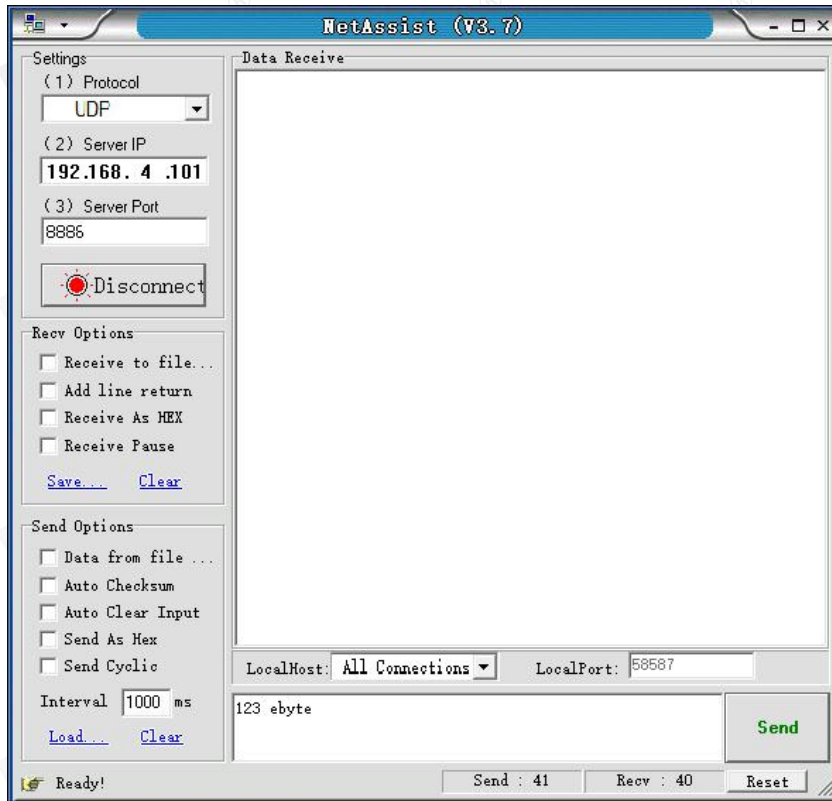 NetAssist (V3.7)
Settings
(1) Protocol
UDP
(2) Server IP
192.168. 4 .101
(3) Server Port
8886
Disconnect
Recv Options
Receive to file...
Add line return
Receive As HEX
Receive Pause
Save... Clear
Send Options
Data from file ...
Auto Checksum
Auto Clear Input
Send As Hex
Send Cyclic
Interval 1000 ms
Load... Clear
Data Receive
LocalHost: All Connections LocalPort: 58587
123 ebyte
Send
Ready!
Send : 41 Recv : 40 Reset